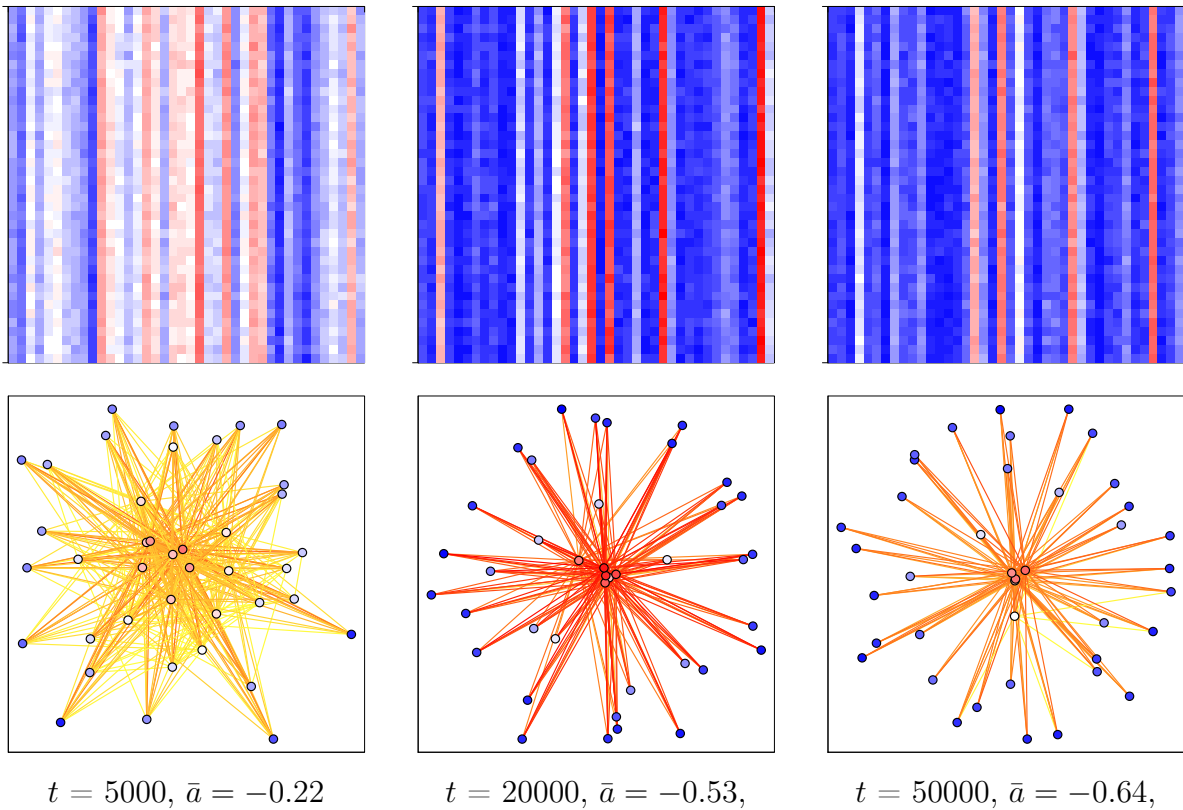 t = 5000, ā = −0.22
t = 20000, ā = −0.53,
t = 50000, ā = −0.64,